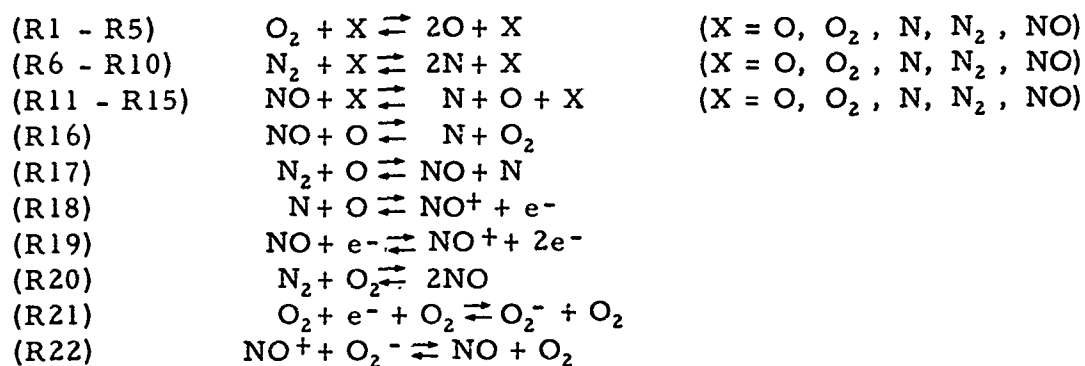 (R1 - R5) O₂ + X ⇄ 2O + X (X = O, O₂, N, N₂, NO)
(R6 - R10) N₂ + X ⇄ 2N + X (X = O, O₂, N, N₂, NO)
(R11 - R15) NO + X ⇄ N + O + X (X = O, O₂, N, N₂, NO)
(R16) NO + O ⇄ N + O₂
(R17) N₂ + O ⇄ NO + N
(R18) N + O ⇄ NO⁺ + e⁻
(R19) NO + e⁻ ⇄ NO⁺ + 2e⁻
(R20) N₂ + O₂ ⇄ 2NO
(R21) O₂ + e⁻ + O₂ ⇄ O₂⁻ + O₂
(R22) NO⁺ + O₂⁻ ⇄ NO + O₂